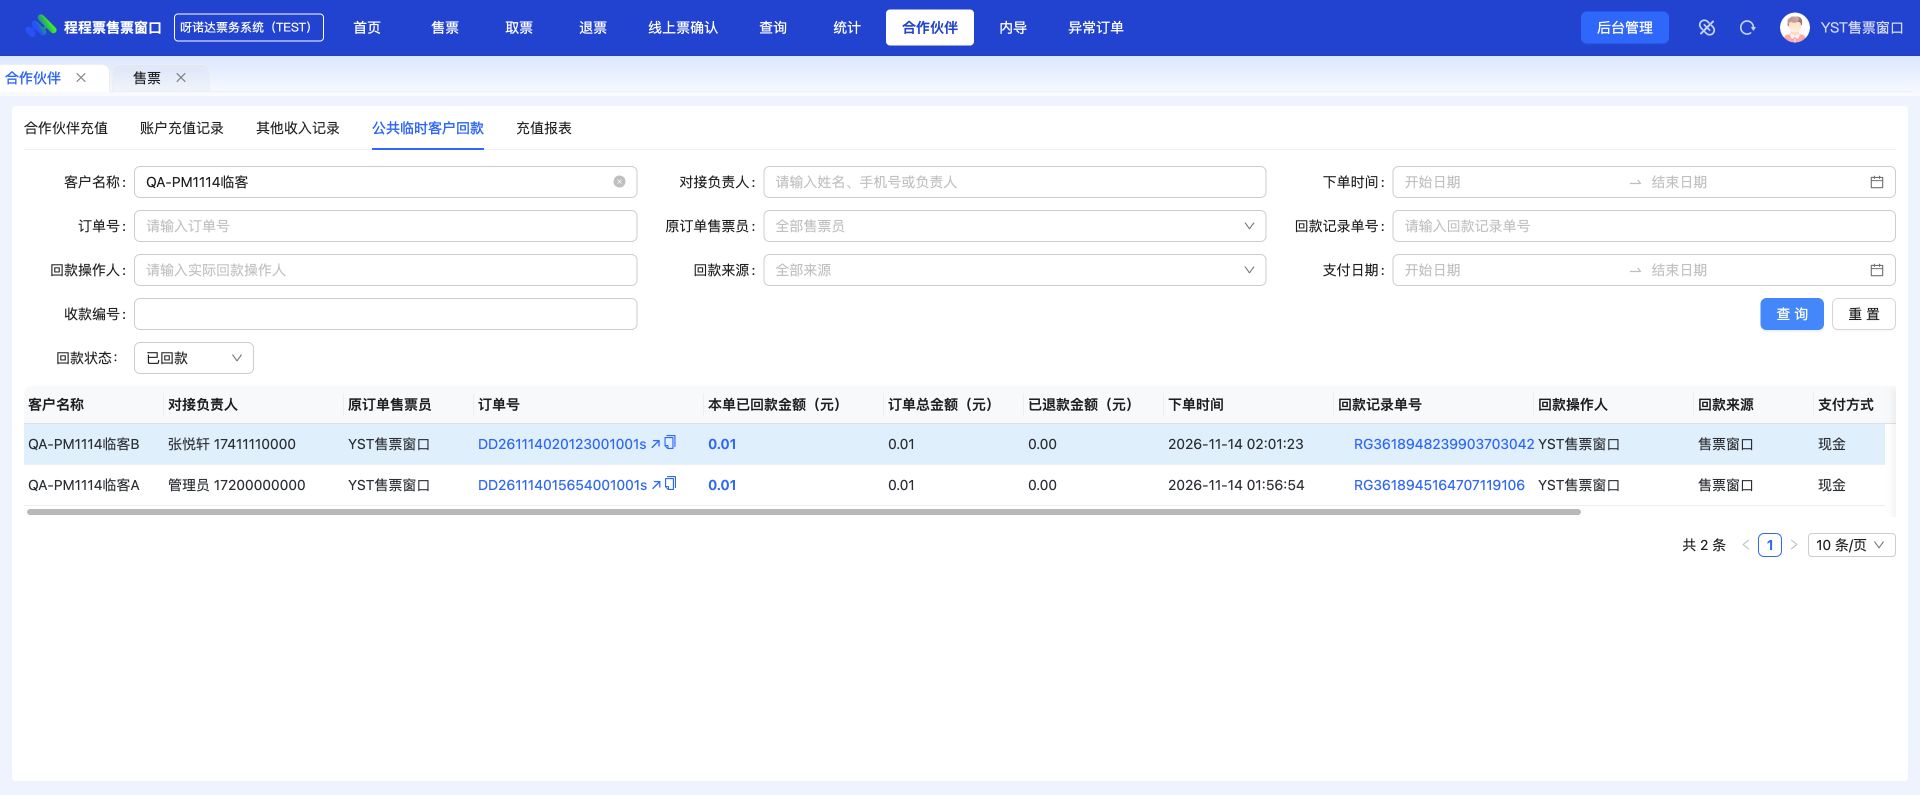 程程票售票窗口 呀诺达票务系统（TEST） 首页 售票 取票 退票 线上票确认 查询 统计 合作伙伴 内导 异常订单 后台管理 YST售票窗口
合作伙伴 售票
合作伙伴充值 账户充值记录 其他收入记录 公共临时客户回款 充值报表
客户名称： QA-PM1114临客 对接负责人： 请输入姓名、手机号或负责人 下单时间： 开始日期 → 结束日期
订单号： 请输入订单号 原订单售票员： 全部售票员 回款记录单号： 请输入回款记录单号
回款操作人： 请输入实际回款操作人 回款来源： 全部来源 支付日期： 开始日期 → 结束日期
收款编号： 查 询 重 置
回款状态： 已回款
客户名称 对接负责人 原订单售票员 订单号 本单已回款金额（元） 订单总金额（元） 已退款金额（元） 下单时间 回款记录单号 回款操作人 回款来源 支付方式
QA-PM1114临客B 张悦轩 17411110000 YST售票窗口 DD261114020123001001s 0.01 0.01 0.00 2026-11-14 02:01:23 RG3618948239903703042 YST售票窗口 售票窗口 现金
QA-PM1114临客A 管理员 17200000000 YST售票窗口 DD261114015654001001s 0.01 0.01 0.00 2026-11-14 01:56:54 RG3618945164707119106 YST售票窗口 售票窗口 现金
共 2 条 < 1 > 10 条/页